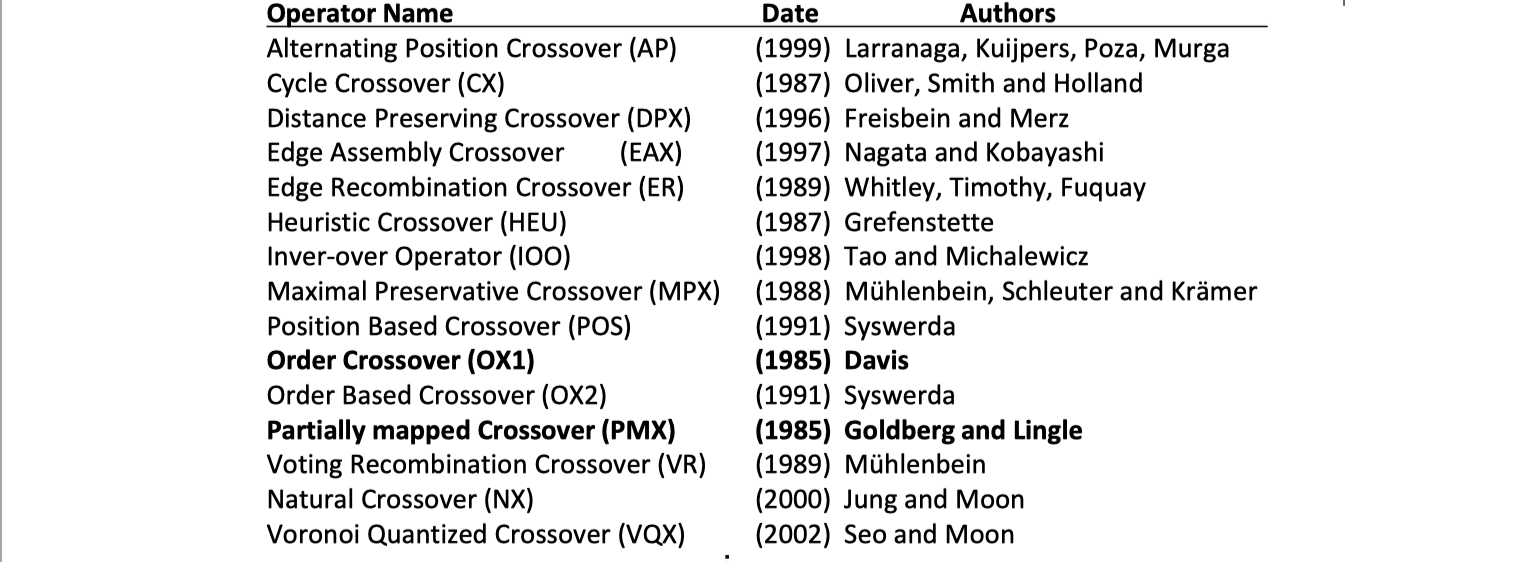 Operator Name Date Authors
Alternating Position Crossover (AP) (1999) Larranaga, Kuijpers, Poza, Murga
Cycle Crossover (CX) (1987) Oliver, Smith and Holland
Distance Preserving Crossover (DPX) (1996) Freisbein and Merz
Edge Assembly Crossover (EAX) (1997) Nagata and Kobayashi
Edge Recombination Crossover (ER) (1989) Whitley, Timothy, Fuquay
Heuristic Crossover (HEU) (1987) Grefenstette
Inver-over Operator (IOO) (1998) Tao and Michalewicz
Maximal Preservative Crossover (MPX) (1988) Mühlenbein, Schleuter and Krämer
Position Based Crossover (POS) (1991) Syswerda
Order Crossover (OX1) (1985) Davis
Order Based Crossover (OX2) (1991) Syswerda
Partially mapped Crossover (PMX) (1985) Goldberg and Lingle
Voting Recombination Crossover (VR) (1989) Mühlenbein
Natural Crossover (NX) (2000) Jung and Moon
Voronoi Quantized Crossover (VQX) (2002) Seo and Moon